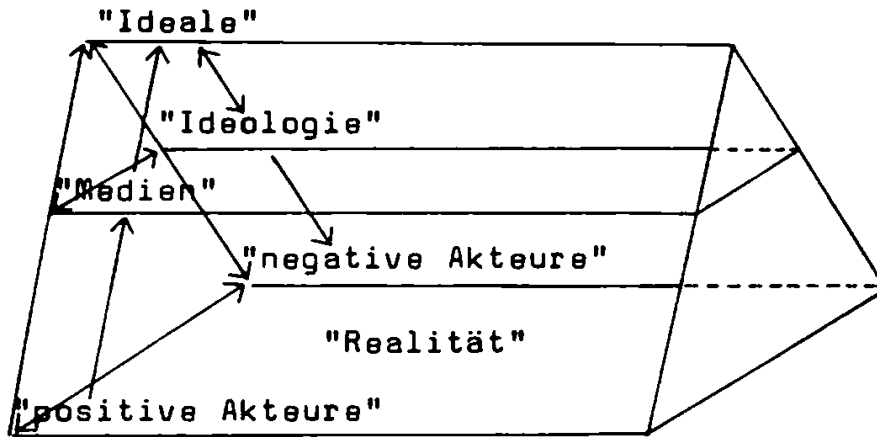 "Ideale"
"Ideologie"
"Medien"
"negative Akteure"
"Realität"
"positive Akteure"